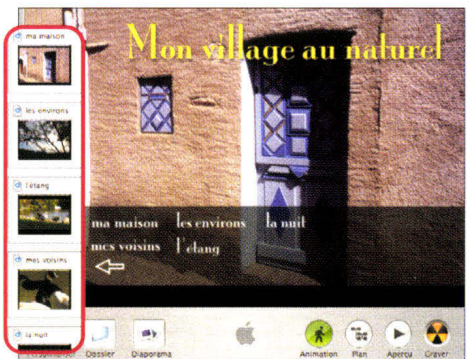 Mon village au naturel
ma maison
les environs
l'étang
mes voisins
la nuit
ma maison les environs la nuit
mes voisins l'étang
Dossier Diaporama Animation Plan Aperçu Graver